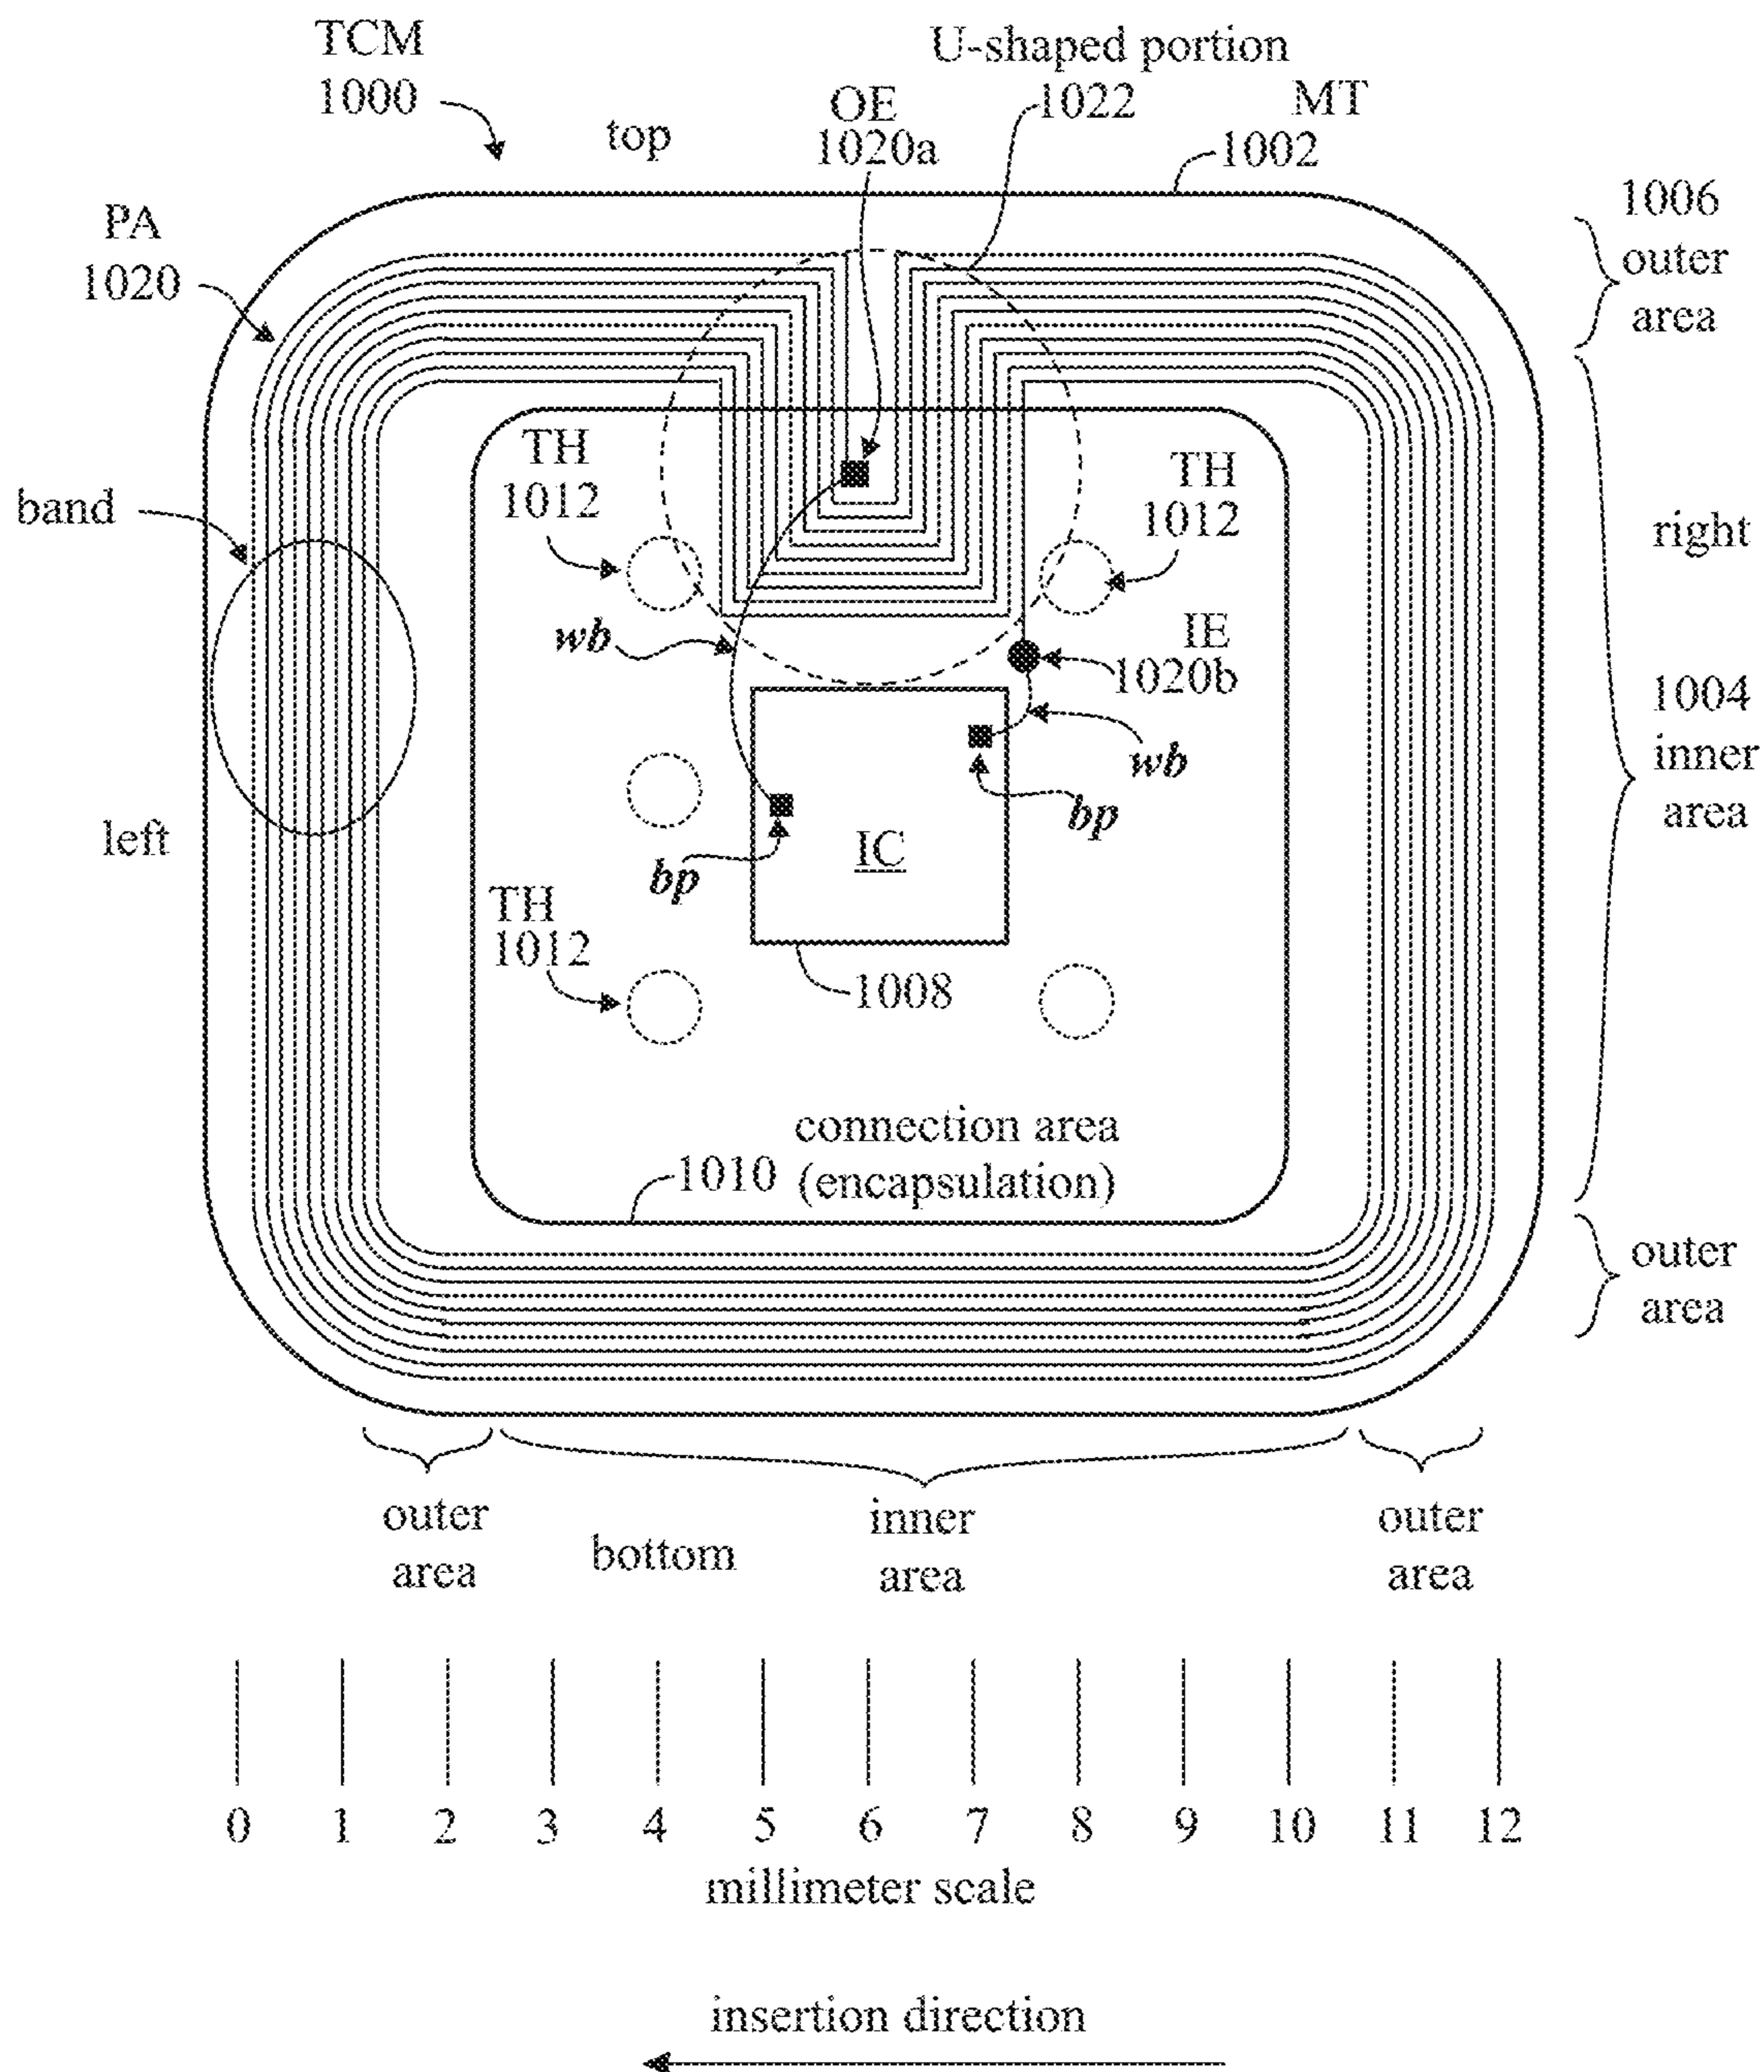 TCM
1000
top
OE
1020a
U-shaped portion
1022
MT
1002
PA
1020
1006
outer
area
band
TH
1012
TH
1012
right
wb
IE
1020b
1004
inner
area
wb
bp
left
bp
IC
TH
1012
1008
connection area
(encapsulation)
1010
outer
area
outer
area
bottom
inner
area
outer
area
0 1 2 3 4 5 6 7 8 9 10 11 12
millimeter scale
insertion direction